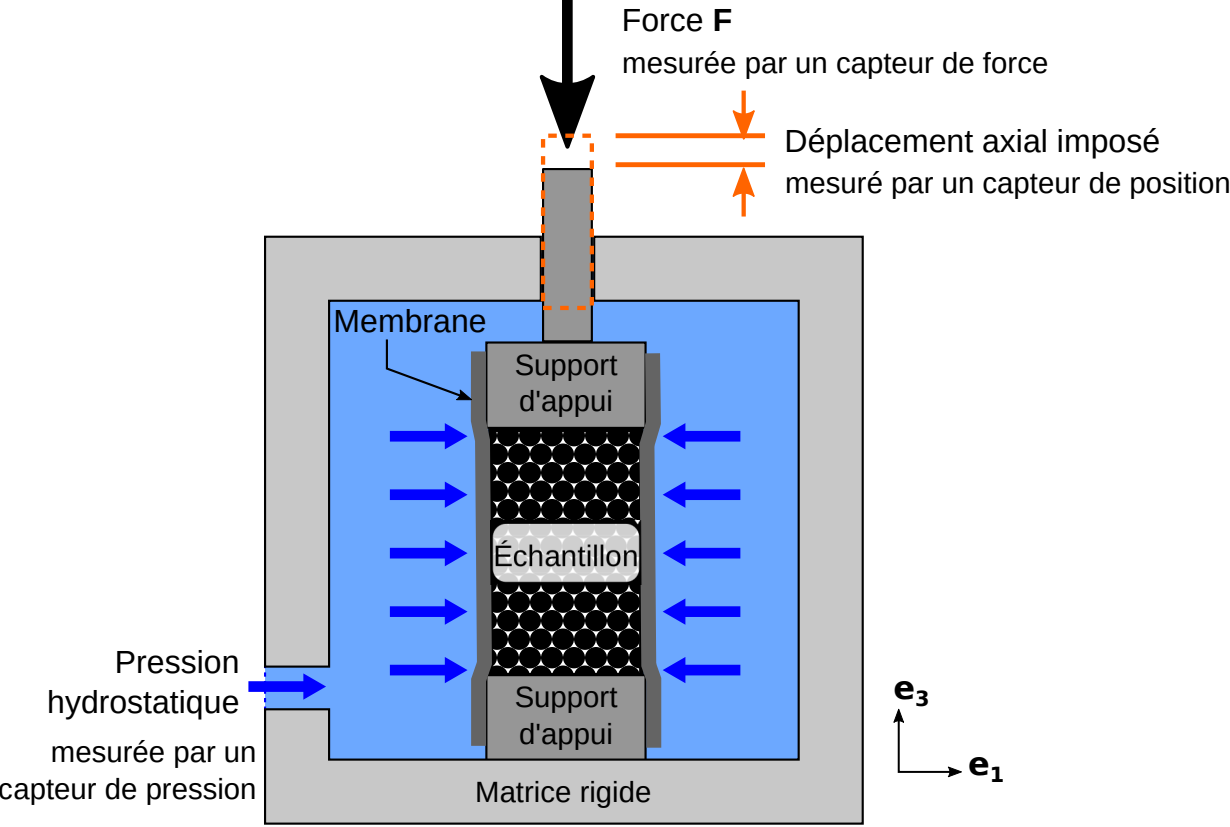 Force F
mesurée par un capteur de force
Déplacement axial imposé
mesuré par un capteur de position
Membrane
Support
d'appui
Échantillon
Pression
hydrostatique
mesurée par un
capteur de pression
Support
d'appui
Matrice rigide
e3
e1